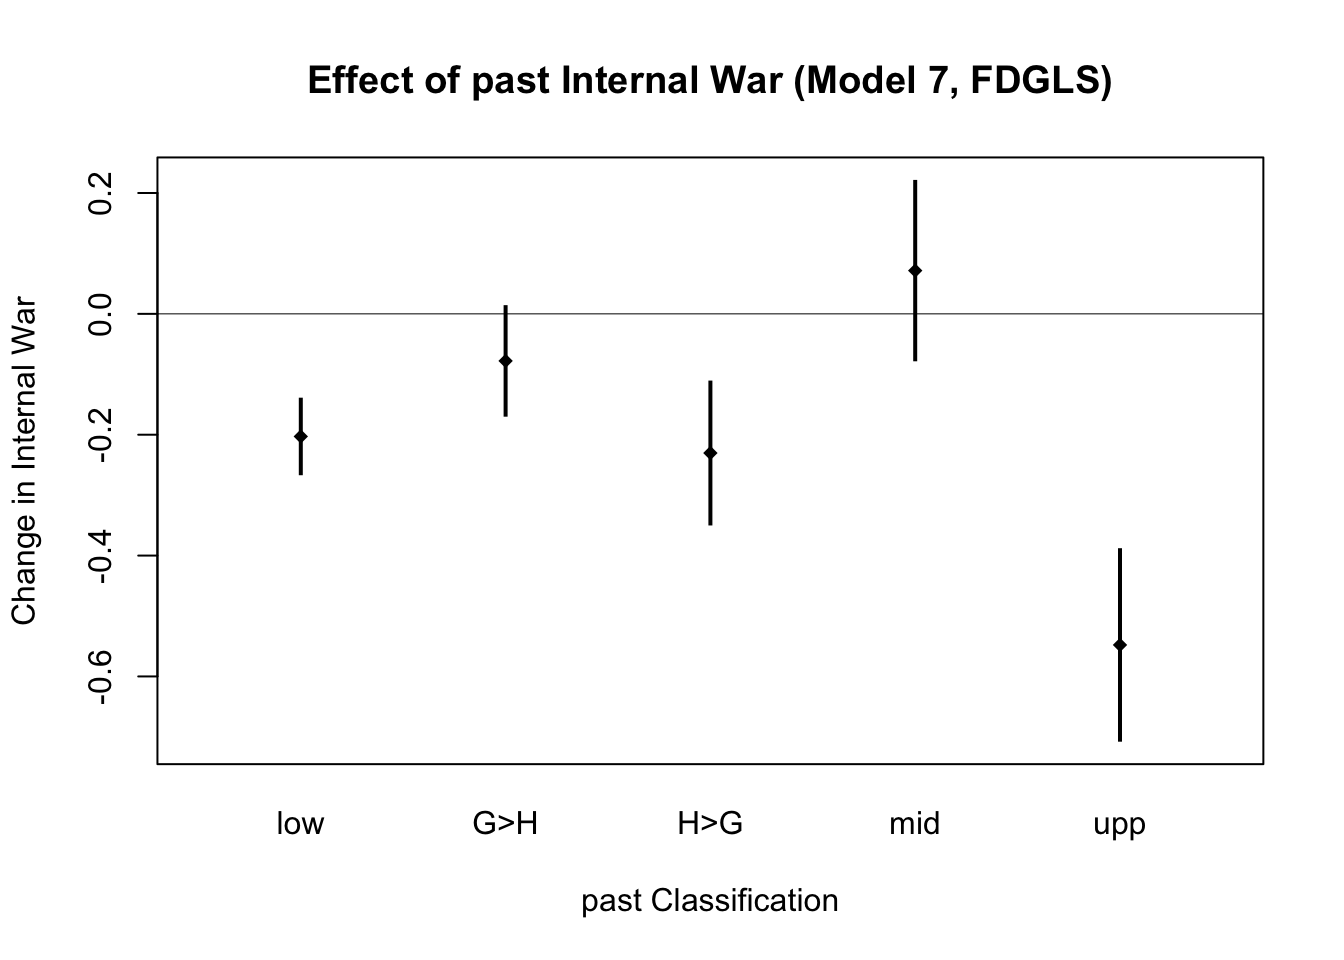 Effect of past Internal War (Model 7, FDGLS)
Change in Internal War
0.2
0.0
-0.2
-0.4
-0.6
low
G>H
H>G
mid
upp
past Classification